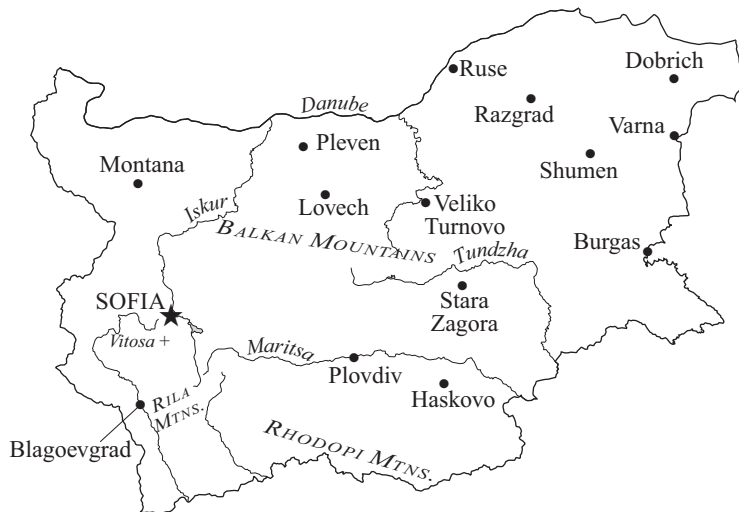 Ruse
Dobrich
Danube
Razgrad
Varna
Pleven
Montana
Shumen
Lovech
Iskur
Veliko
Turnovo
BALKAN MOUNTAINS
Burgas
Tundzha
SOFIA
Stara
Zagora
Vitosa +
Maritsa
Plovdiv
Haskovo
RILA
MTNS.
Blagoevgrad
RHODOPI MTNS.